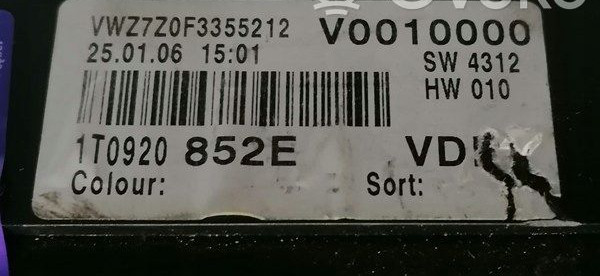 VWZ7Z0F3355212 V0010000
25.01.06 15:01 SW 4312
HW 010
1T0920 852E
Colour: Sort: